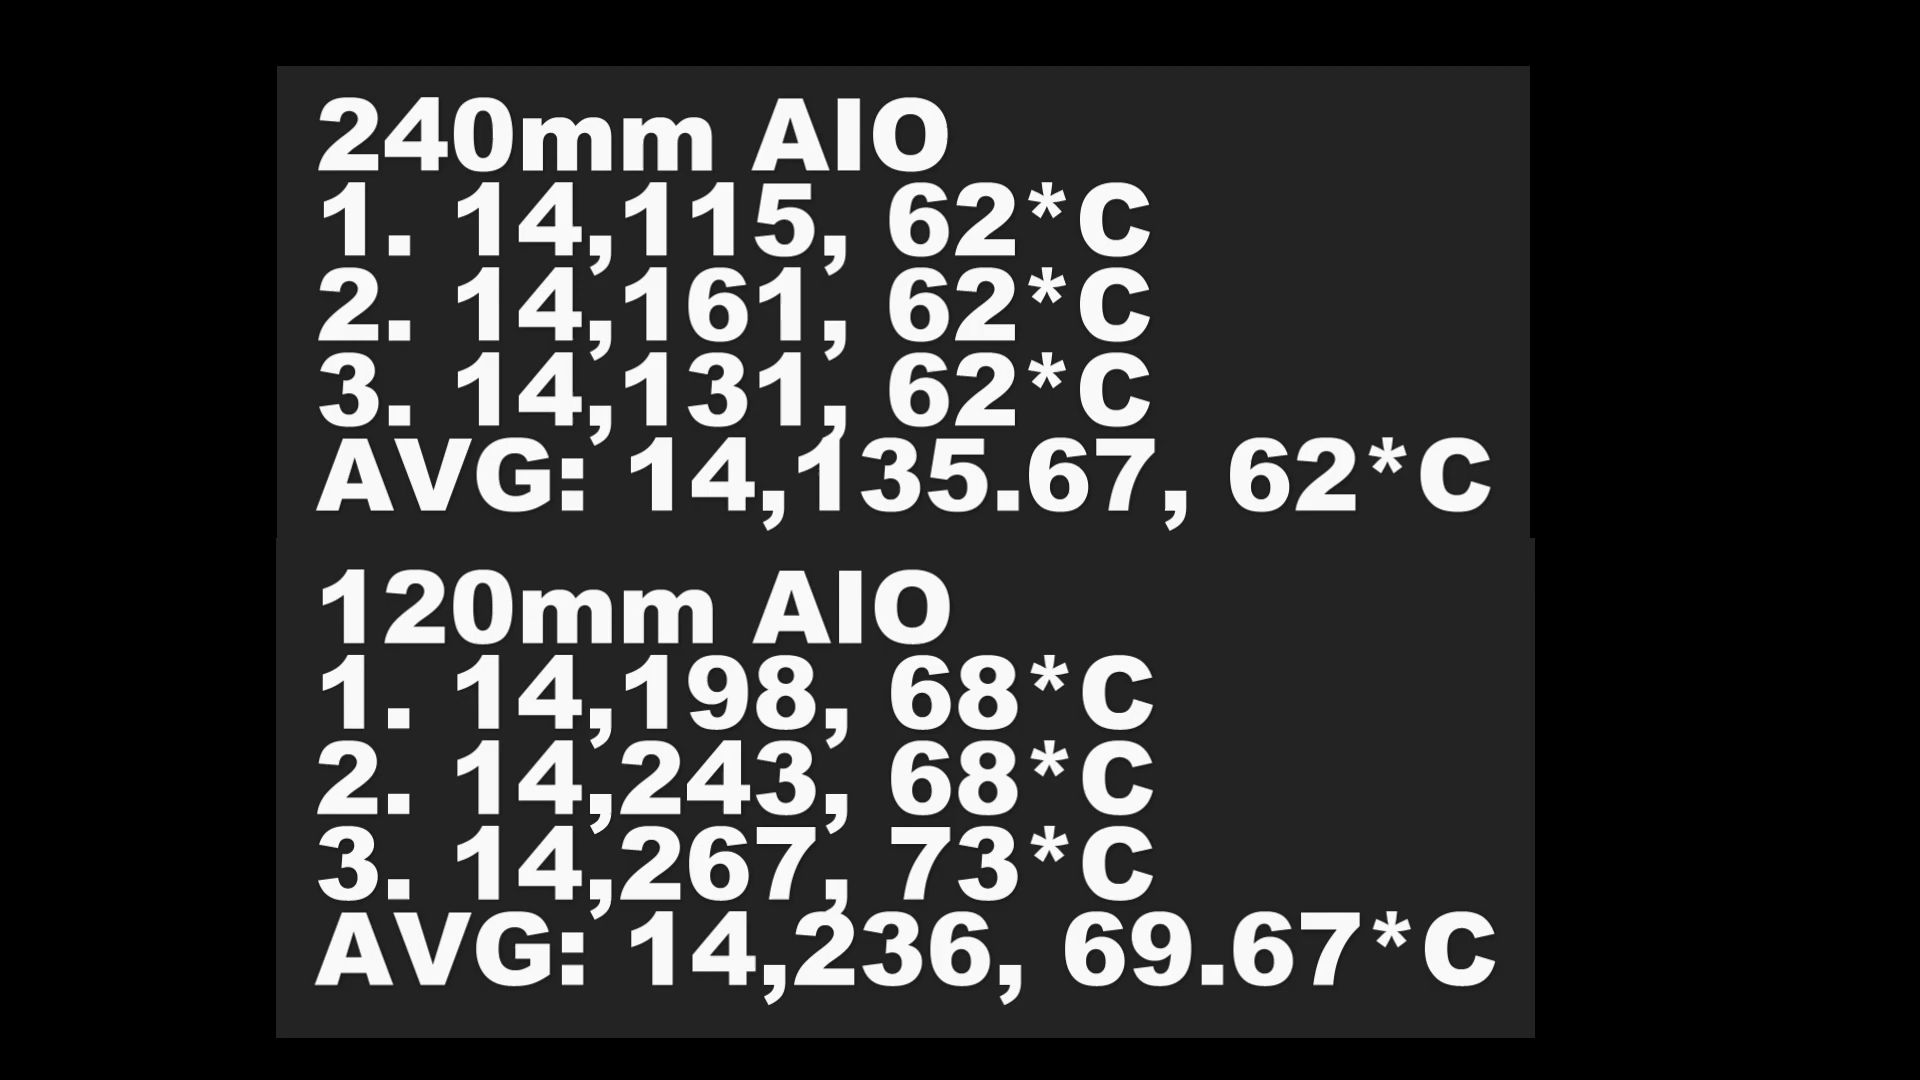 240mm AIO
1. 14,115, 62*C
2. 14,161, 62*C
3. 14,131, 62*C
AVG: 14,135.67, 62*C
120mm AIO
1. 14,198, 68*C
2. 14,243, 68*C
3. 14,267, 73*C
AVG: 14,236, 69.67*C